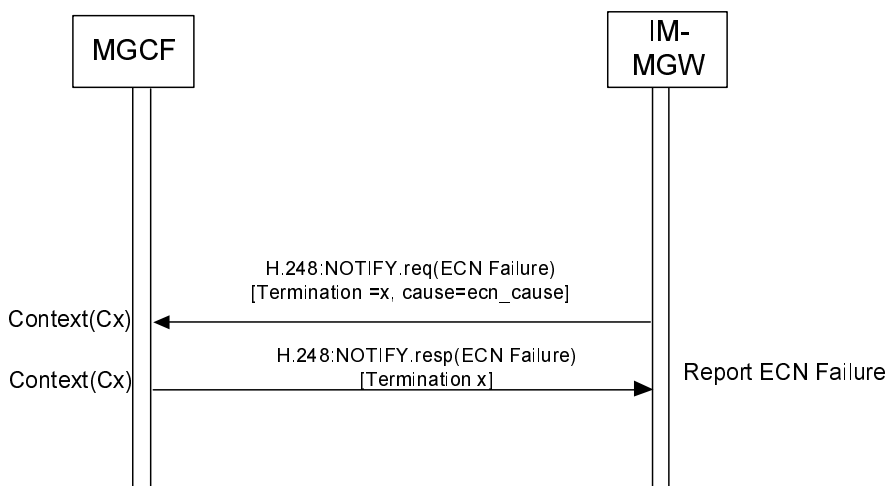 MGCF
IM-
MGW
H.248:NOTIFY.req(ECN Failure)
[Termination =x, cause=ecn_cause]
Context(Cx)
H.248:NOTIFY.resp(ECN Failure)
[Termination x]
Context(Cx)
Report ECN Failure